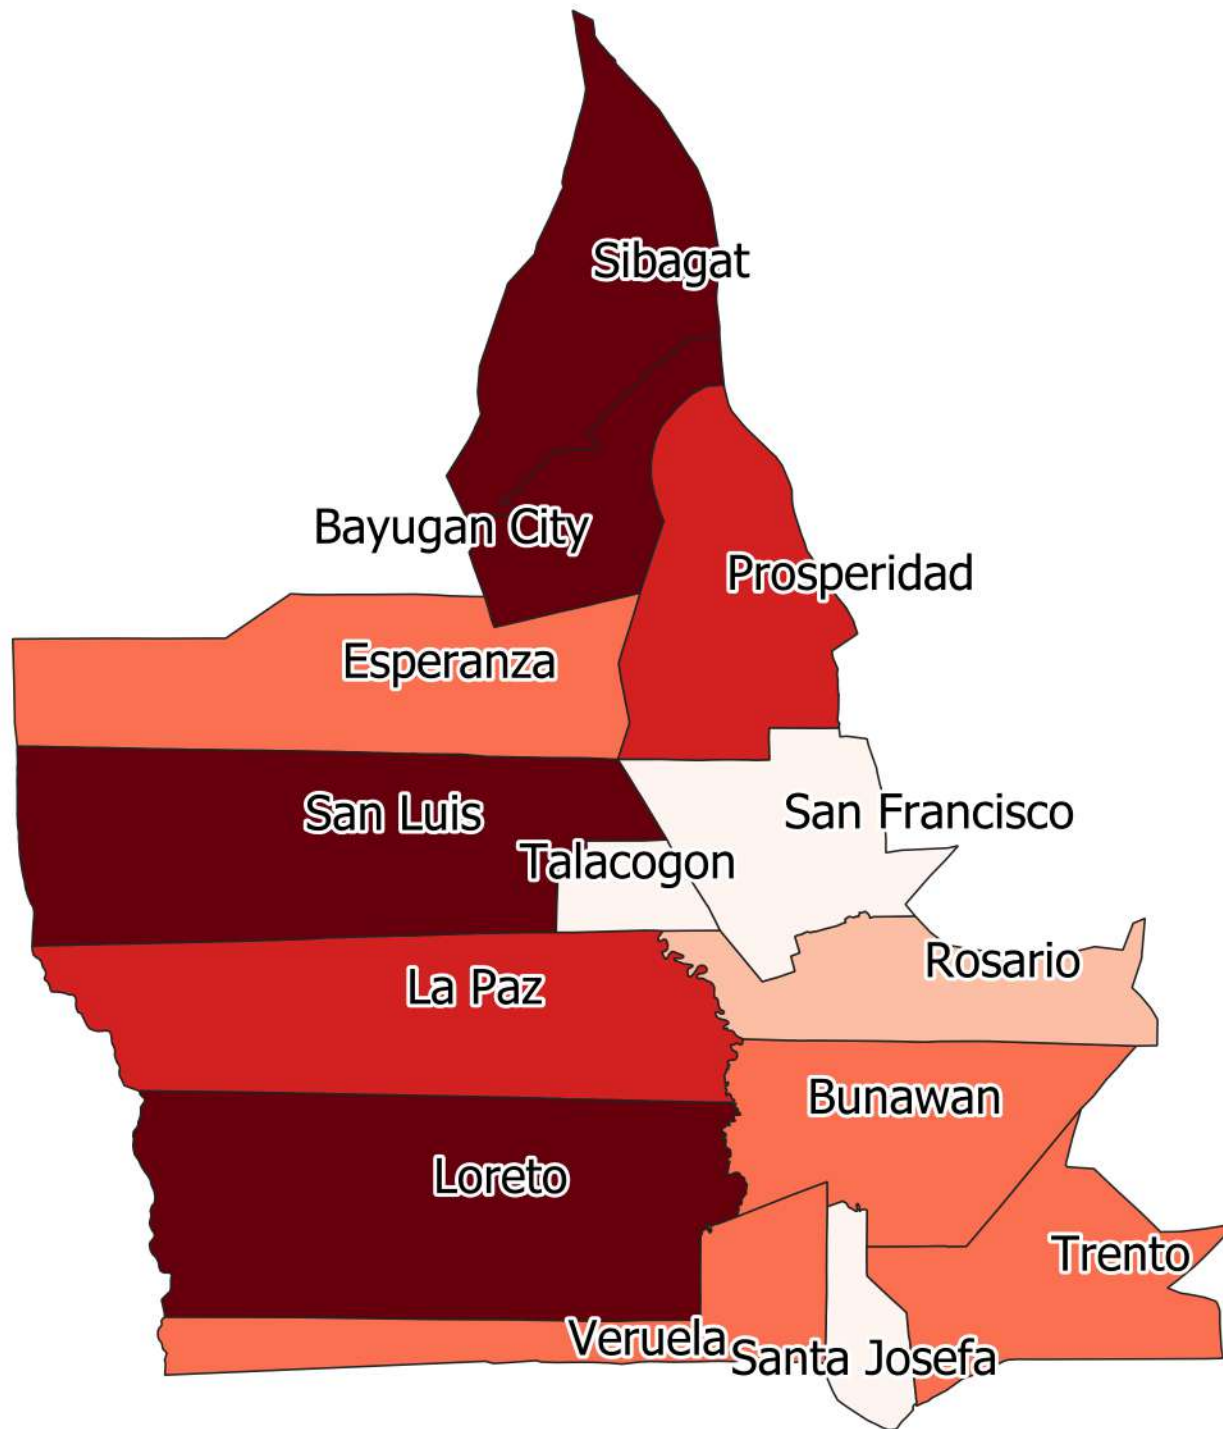 Sibagat
Bayugan City
Prosperidad
Esperanza
San Luis
San Francisco
Talacogon
Rosario
La Paz
Bunawan
Loreto
Trento
Veruela
Santa Josefa